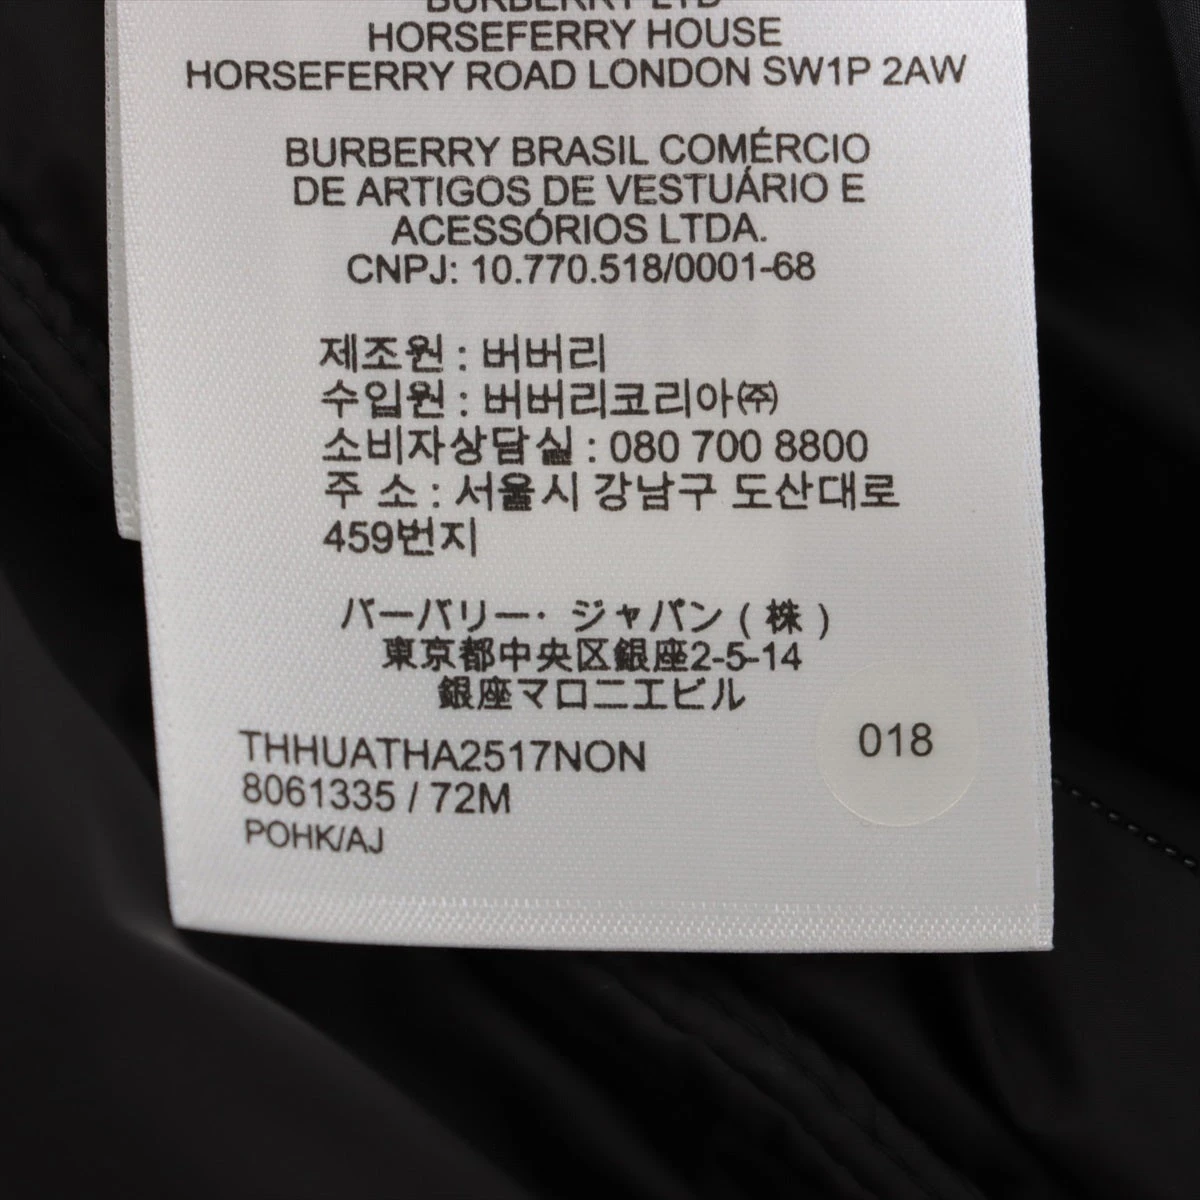 BURBERRY LTD
HORSEFERRY HOUSE
HORSEFERRY ROAD LONDON SW1P 2AW
BURBERRY BRASIL COMÉRCIO
DE ARTIGOS DE VESTUÁRIO E
ACESSÓRIOS LTDA.
CNPJ: 10.770.518/0001-68
제조원 : 버버리
수입원 : 버버리코리아㈜
소비자상담실 : 080 700 8800
주 소 : 서울시 강남구 도산대로
459번지
バーバリー・ジャパン(株)
東京都中央区銀座2-5-14
銀座マロニエビル
THHUATHA2517NON
8061335 / 72M
POHK/AJ
018